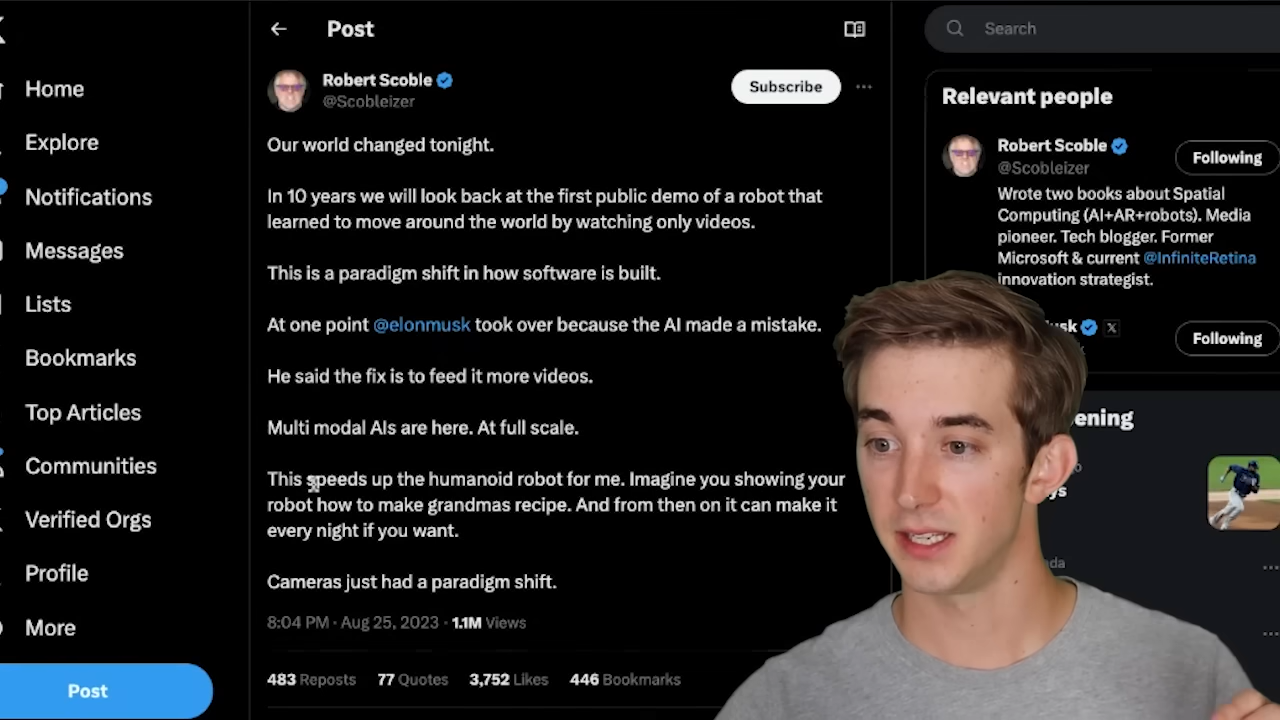 Post
Search
Robert Scoble
@Scobleizer
Subscribe
Home
Explore
Notifications
Messages
Lists
Bookmarks
Top Articles
Communities
Verified Orgs
Profile
More
Post
Our world changed tonight.
In 10 years we will look back at the first public demo of a robot that
learned to move around the world by watching only videos.
This is a paradigm shift in how software is built.
At one point @elonmusk took over because the AI made a mistake.
He said the fix is to feed it more videos.
Multi modal AIs are here. At full scale.
This speeds up the humanoid robot for me. Imagine you showing your
robot how to make grandmas recipe. And from then on it can make it
every night if you want.
Cameras just had a paradigm shift.
8:04 PM · Aug 25, 2023 · 1.1M Views
483 Reposts 77 Quotes 3,752 Likes 446 Bookmarks
Relevant people
Robert Scoble
@Scobleizer
Following
Wrote two books about Spatial
Computing (AI+AR+robots). Media
pioneer. Tech blogger. Former
Microsoft & current @InfiniteRetina
innovation strategist.
Following